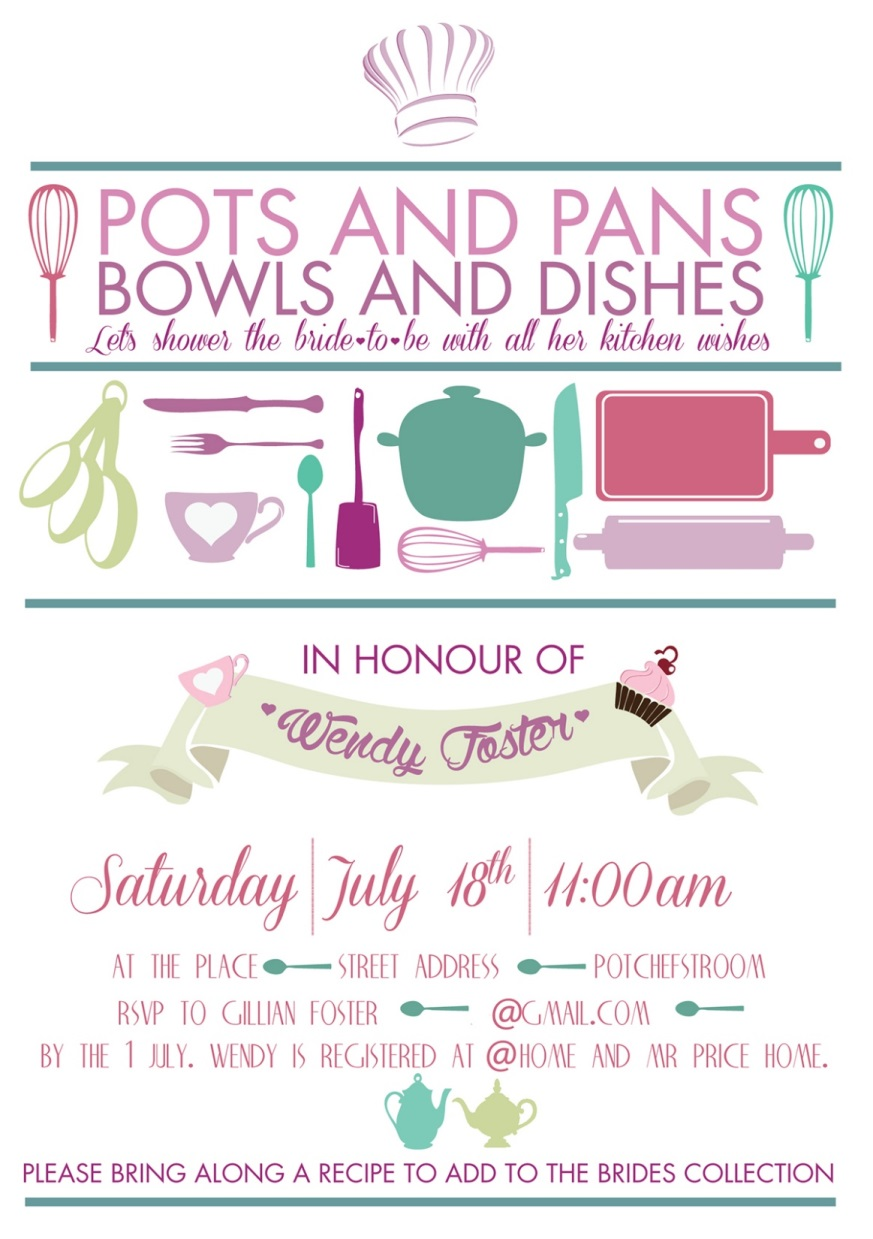 POTS AND PANS
BOWLS AND DISHES
Let's shower the bride♥to♥be with all her kitchen wishes
IN HONOUR OF
♥Wendy Foster♥
Saturday | July 18th | 11:00am
AT THE PLACE STREET ADDRESS POTCHEFSTROOM
RSVP TO GILLIAN FOSTER @GMAIL.COM
BY THE 1 JULY. WENDY IS REGISTERED AT @HOME AND MR PRICE HOME.
PLEASE BRING ALONG A RECIPE TO ADD TO THE BRIDES COLLECTION